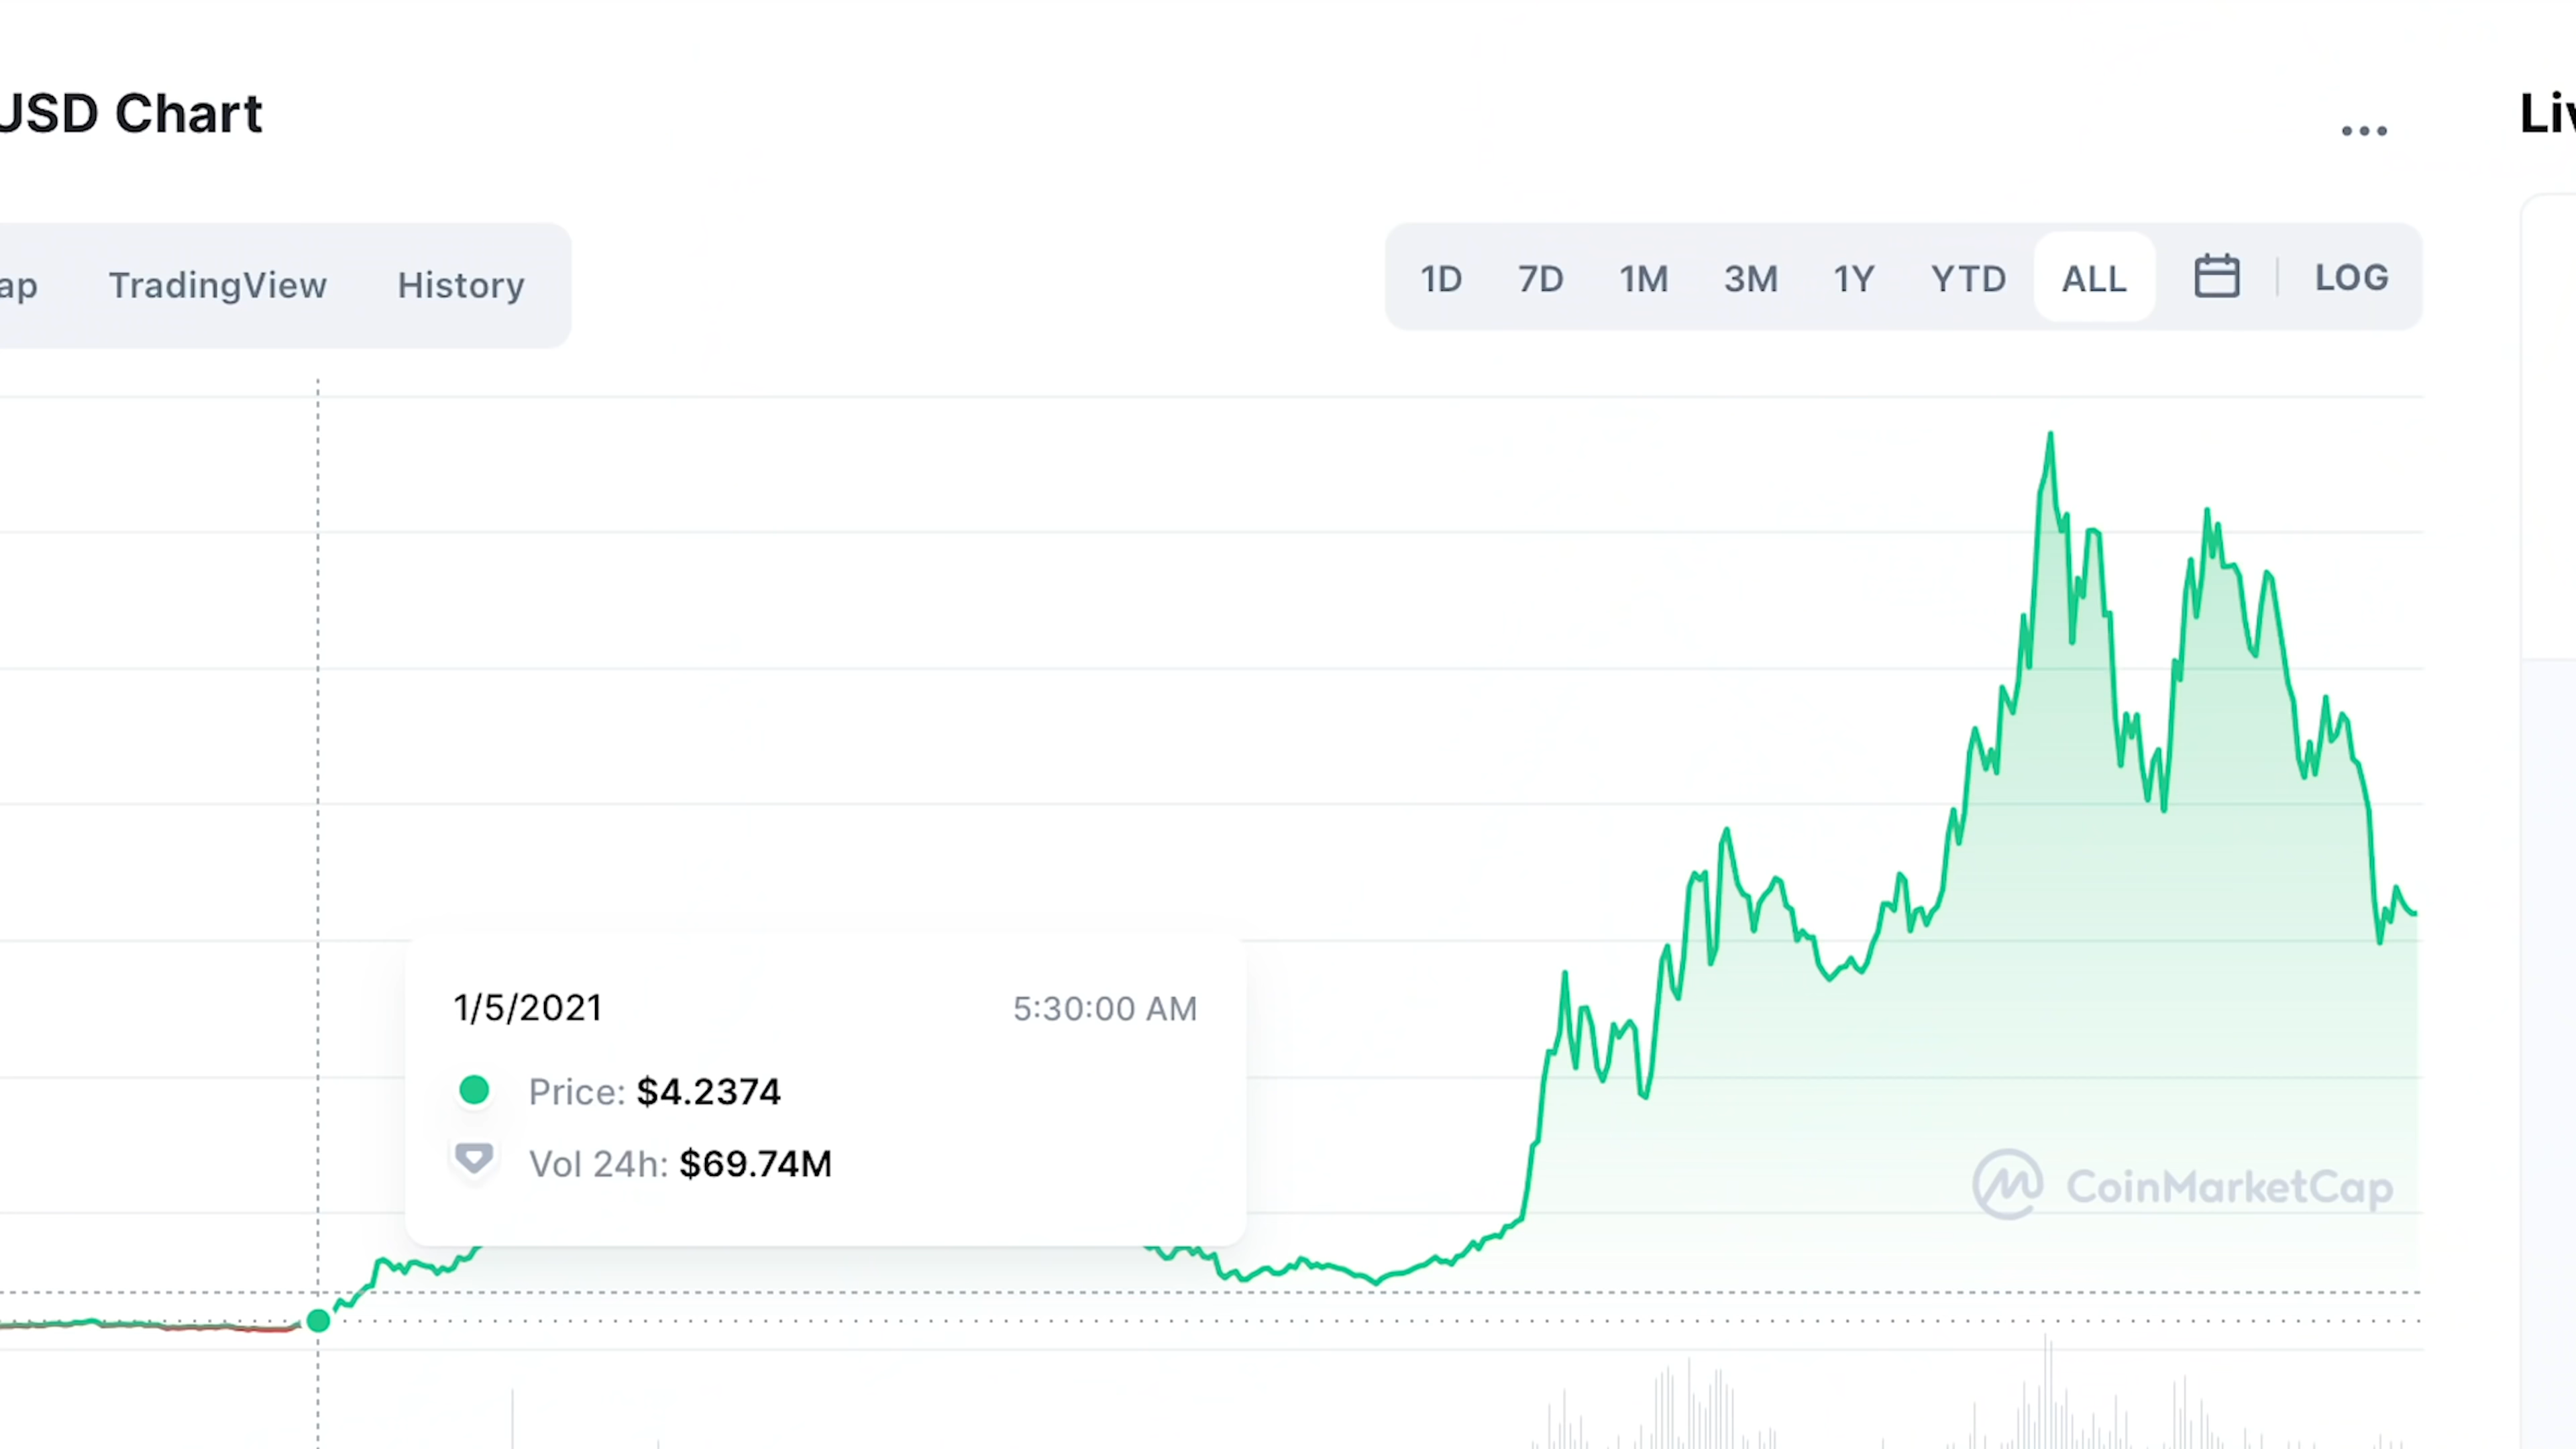 USD Chart
Liv
ap TradingView History
1D 7D 1M 3M 1Y YTD ALL LOG
1/5/2021 5:30:00 AM
Price: $4.2374
Vol 24h: $69.74M
CoinMarketCap